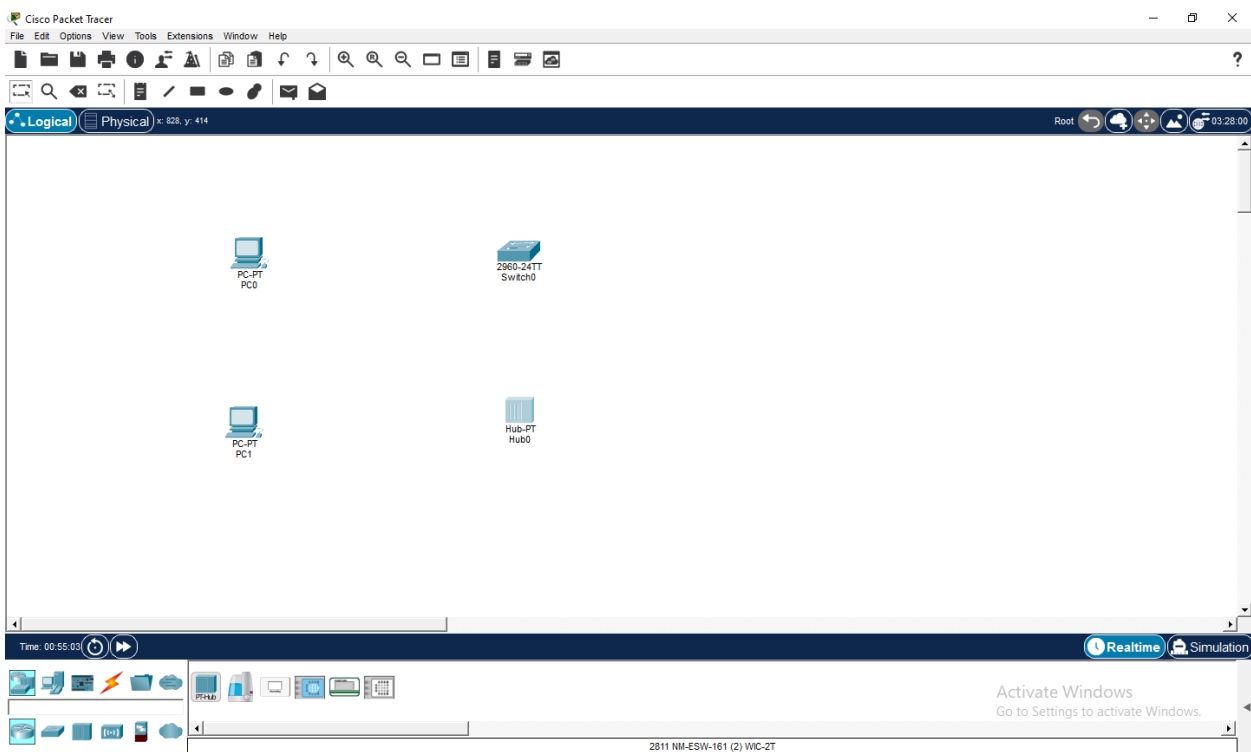 Cisco Packet Tracer
File Edit Options View Tools Extensions Window Help
?
Logical Physical x: 828, y: 414 Root 03:28:00
PC-PT
PC0
2960-24TT
Switch0
PC-PT
PC1
Hub-PT
Hub0
Time: 00:55:03 Realtime Simulation
PT-Hub
Activate Windows
Go to Settings to activate Windows.
2811 NM-ESW-161 (2) WIC-2T